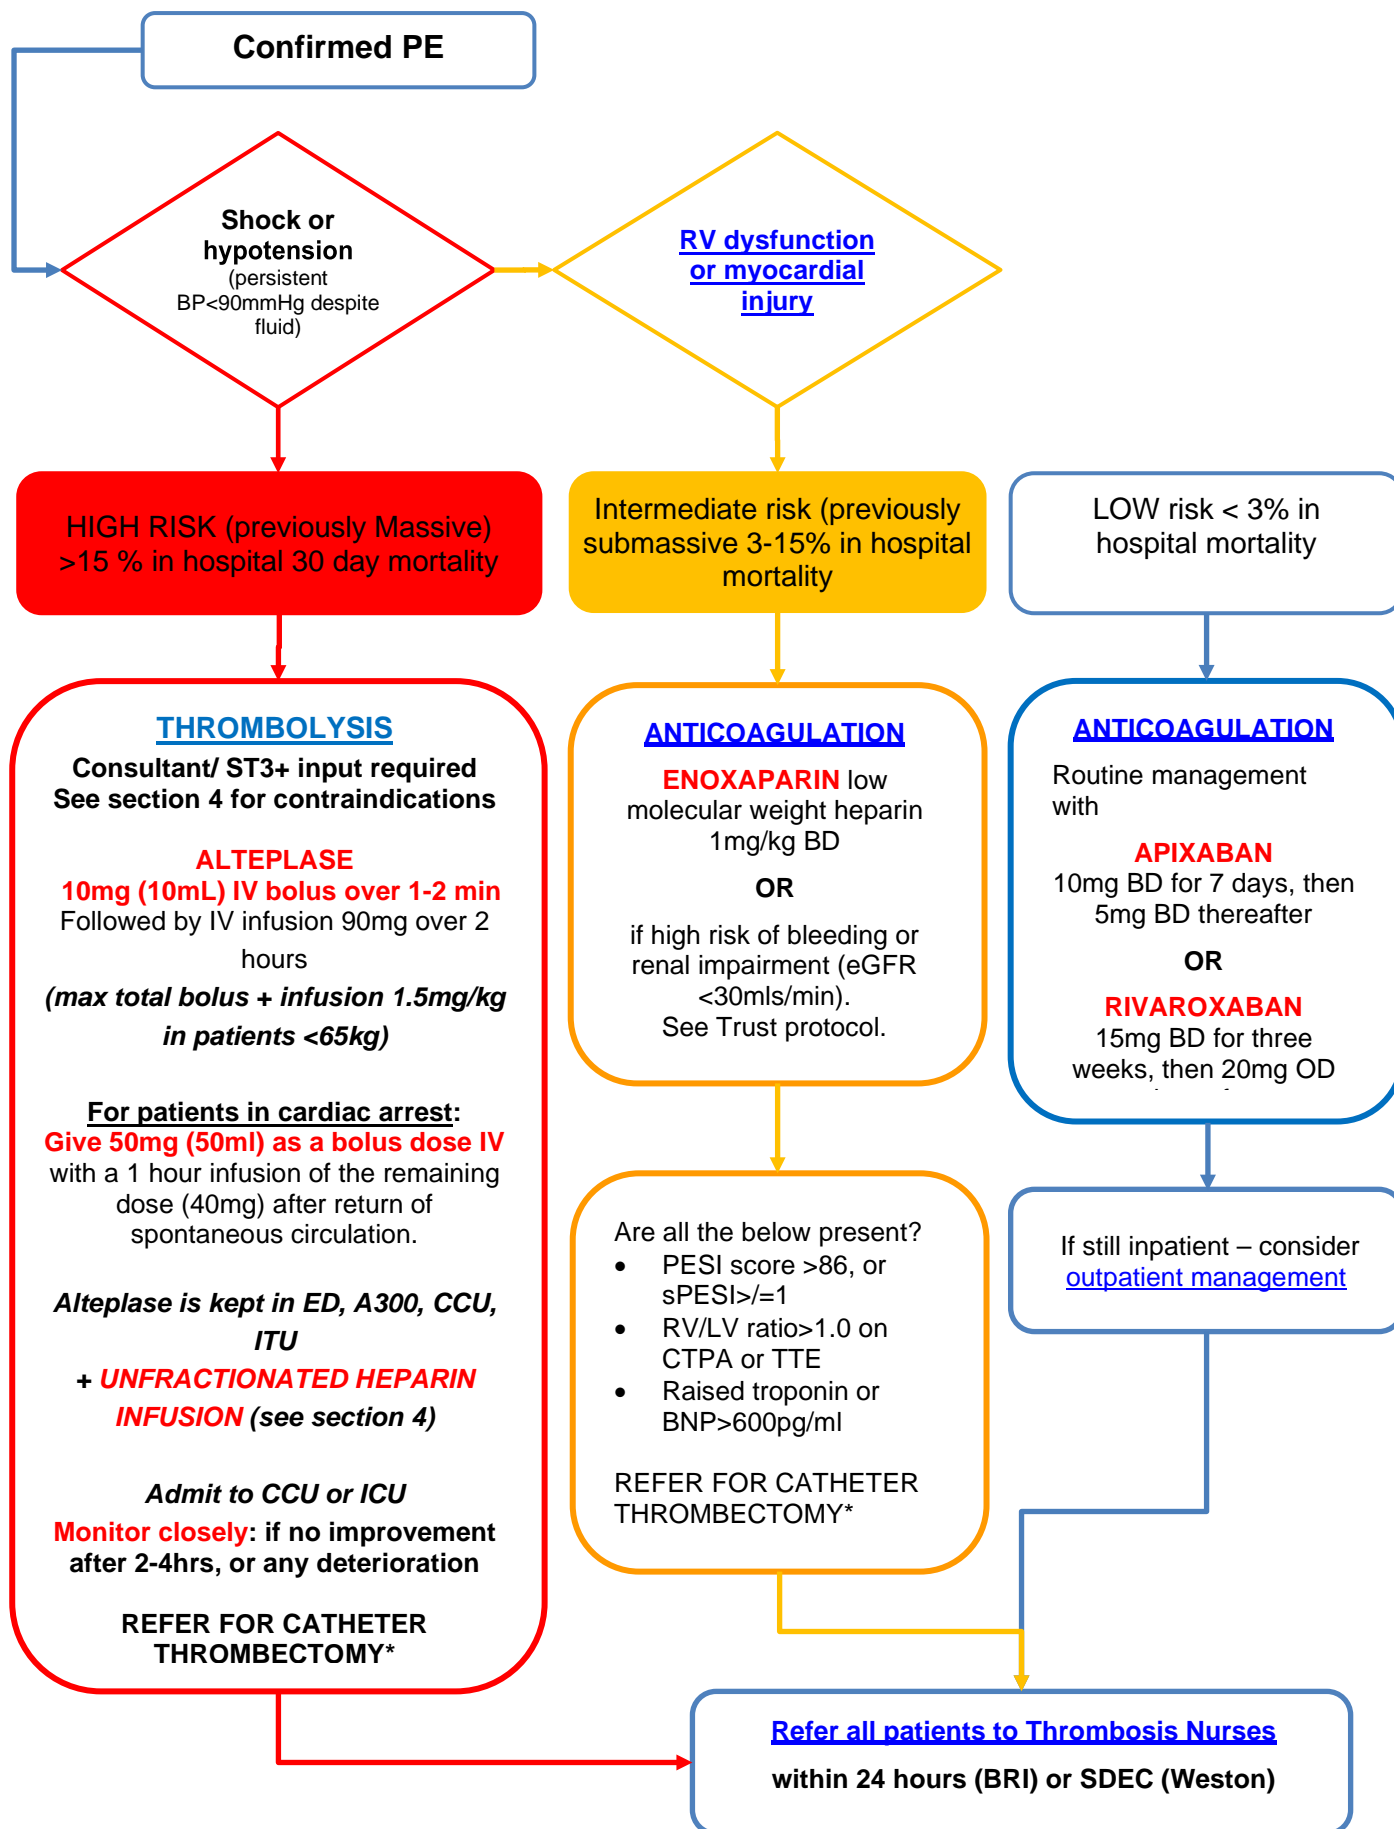 Confirmed PE
Shock or
hypotension
(persistent
BP<90mmHg despite
fluid)
RV dysfunction
or myocardial
injury
HIGH RISK (previously Massive)
>15 % in hospital 30 day mortality
Intermediate risk (previously
submassive 3-15% in hospital
mortality
LOW risk < 3% in
hospital mortality
THROMBOLYSIS
Consultant/ ST3+ input required
See section 4 for contraindications
ALTEPLASE
10mg (10mL) IV bolus over 1-2 min
Followed by IV infusion 90mg over 2
hours
(max total bolus + infusion 1.5mg/kg
in patients <65kg)
For patients in cardiac arrest:
Give 50mg (50ml) as a bolus dose IV
with a 1 hour infusion of the remaining
dose (40mg) after return of
spontaneous circulation.
Alteplase is kept in ED, A300, CCU,
ITU
+ UNFRACTIONATED HEPARIN
INFUSION (see section 4)
Admit to CCU or ICU
Monitor closely: if no improvement
after 2-4hrs, or any deterioration
REFER FOR CATHETER
THROMBECTOMY*
ANTICOAGULATION
ENOXAPARIN low
molecular weight heparin
1mg/kg BD
OR
if high risk of bleeding or
renal impairment (eGFR
<30mls/min).
See Trust protocol.
Are all the below present?
• PESI score >86, or
sPESI>/=1
• RV/LV ratio>1.0 on
CTPA or TTE
• Raised troponin or
BNP>600pg/ml
REFER FOR CATHETER
THROMBECTOMY*
ANTICOAGULATION
Routine management
with
APIXABAN
10mg BD for 7 days, then
5mg BD thereafter
OR
RIVAROXABAN
15mg BD for three
weeks, then 20mg OD
If still inpatient – consider
outpatient management
Refer all patients to Thrombosis Nurses
within 24 hours (BRI) or SDEC (Weston)